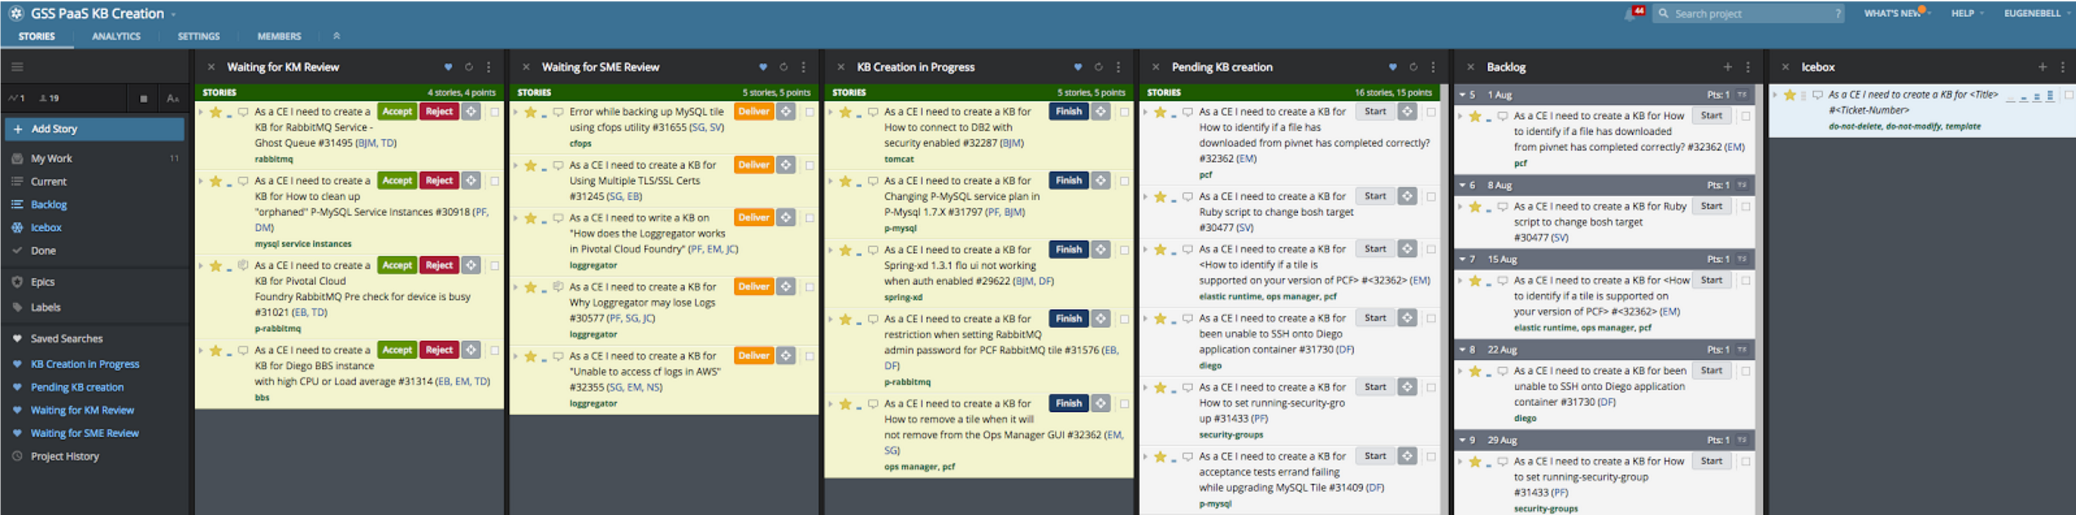 GSS PaaS KB Creation
44
Search project
?
WHAT'S NEW
HELP
EUGENEBELL
STORIES
ANALYTICS
SETTINGS
MEMBERS
1
19
Aa
+ Add Story
My Work
11
Current
Backlog
Icebox
Done
Epics
Labels
Saved Searches
KB Creation in Progress
Pending KB creation
Waiting for KM Review
Waiting for SME Review
Project History
Waiting for KM Review
STORIES
4 stories, 4 points
As a CE I need to create a
KB for RabbitMQ Service -
Ghost Queue #31495 (BJM, TD)
rabbitmq
Accept
Reject
As a CE I need to create a
KB for How to clean up
"orphaned" P-MySQL Service Instances #30918 (PF,
DM)
mysql service instances
Accept
Reject
As a CE I need to create a
KB for Pivotal Cloud
Foundry RabbitMQ Pre check for device is busy
#31021 (EB, TD)
p-rabbitmq
Accept
Reject
As a CE I need to create a
KB for Diego BBS instance
with high CPU or Load average #31314 (EB, EM, TD)
bbs
Accept
Reject
Waiting for SME Review
STORIES
5 stories, 5 points
Error while backing up MySQL tile
using cfops utility #31655 (SG, SV)
cfops
Deliver
As a CE I need to create a KB for
Using Multiple TLS/SSL Certs
#31245 (SG, EB)
Deliver
As a CE I need to write a KB on
"How does the Loggregator works
in Pivotal Cloud Foundry" (PF, EM, JC)
loggregator
Deliver
As a CE I need to create a KB for
Why Loggregator may lose Logs
#30577 (PF, SG, JC)
loggregator
Deliver
As a CE I need to create a KB for
"Unable to access cf logs in AWS"
#32355 (SG, EM, NS)
loggregator
Deliver
KB Creation in Progress
STORIES
5 stories, 5 points
As a CE I need to create a KB for
How to connect to DB2 with
security enabled #32287 (BJM)
tomcat
Finish
As a CE I need to create a KB for
Changing P-MySQL service plan in
P-Mysql 1.7.X #31797 (PF, BJM)
p-mysql
Finish
As a CE I need to create a KB for
Spring-xd 1.3.1 flo ui not working
when auth enabled #29622 (BJM, DF)
spring-xd
Finish
As a CE I need to create a KB for
restriction when setting RabbitMQ
admin password for PCF RabbitMQ tile #31576 (EB,
DF)
p-rabbitmq
Finish
As a CE I need to create a KB for
How to remove a tile when it will
not remove from the Ops Manager GUI #32362 (EM,
SG)
ops manager, pcf
Finish
Pending KB creation
STORIES
16 stories, 15 points
As a CE I need to create a KB for
How to identify if a file has
downloaded from pivnet has completed correctly?
#32362 (EM)
pcf
Start
As a CE I need to create a KB for
Ruby script to change bosh target
#30477 (SV)
Start
As a CE I need to create a KB for
<How to identify if a tile is
supported on your version of PCF> #<32362> (EM)
elastic runtime, ops manager, pcf
Start
As a CE I need to create a KB for
been unable to SSH onto Diego
application container #31730 (DF)
diego
Start
As a CE I need to create a KB for
How to set running-security-gro
up #31433 (PF)
security-groups
Start
As a CE I need to create a KB for
acceptance tests errand failing
while upgrading MySQL Tile #31409 (DF)
p-mysql
Start
Backlog
5 1 Aug
Pts: 1 TS
As a CE I need to create a KB for How
to identify if a file has downloaded
from pivnet has completed correctly? #32362 (EM)
pcf
Start
6 8 Aug
Pts: 1 TS
As a CE I need to create a KB for Ruby
script to change bosh target
#30477 (SV)
Start
7 15 Aug
Pts: 1 TS
As a CE I need to create a KB for <How
to identify if a tile is supported on
your version of PCF> #<32362> (EM)
elastic runtime, ops manager, pcf
Start
8 22 Aug
Pts: 1 TS
As a CE I need to create a KB for been
unable to SSH onto Diego application
container #31730 (DF)
diego
Start
9 29 Aug
Pts: 1 TS
As a CE I need to create a KB for How
to set running-security-group
#31433 (PF)
security-groups
Start
Icebox
As a CE I need to create a KB for <Title>
#<Ticket-Number>
do-not-delete, do-not-modify, template